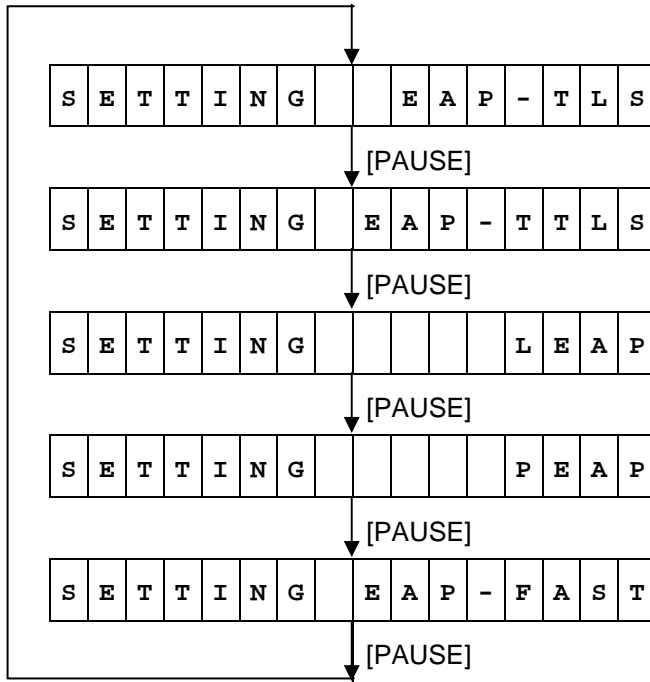 SETTING  EAP-TLS
[PAUSE]
SETTING EAP-TTLS
[PAUSE]
SETTING     LEAP
[PAUSE]
SETTING     PEAP
[PAUSE]
SETTING EAP-FAST
[PAUSE]